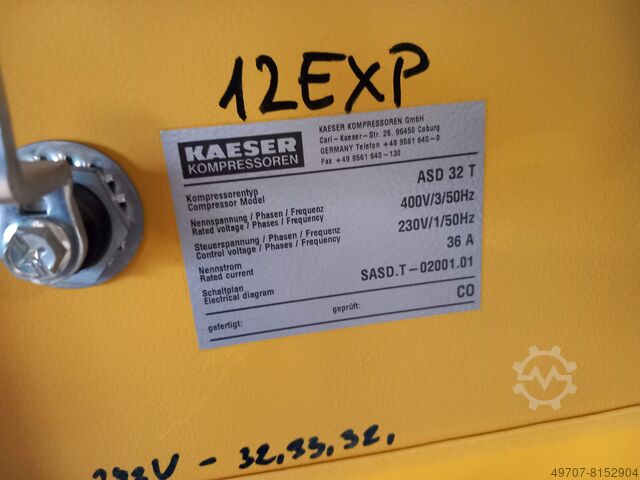 12EXP
KAESER
KOMPRESSOREN
KAESER KOMPRESSOREN GmbH
Carl-Kaeser-Str. 26, 96450 Coburg
GERMANY Telefon +49 9561 640-0
Fax +49 9561 640-130
Kompressorentyp
Compressor Model
ASD 32 T
Nennspannung / Phasen / Frequenz
Rated voltage / Phases / Frequency
400V/3/50Hz
Steuerspannung / Phasen / Frequenz
Control voltage / Phases / Frequency
230V/1/50Hz
Nennstrom
Rated current
36 A
Schaltplan
Electrical diagram
SASD.T-02001.01
gefertigt:
geprüft:
CO
- 32,33,32,
49707-8152904